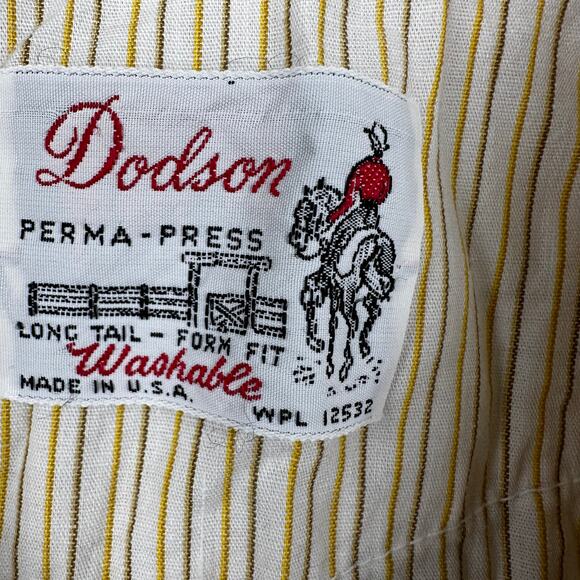 Dodson
PERMA-PRESS
LONG TAIL - FORM FIT
Washable
MADE IN U.S.A.
WPL 12532